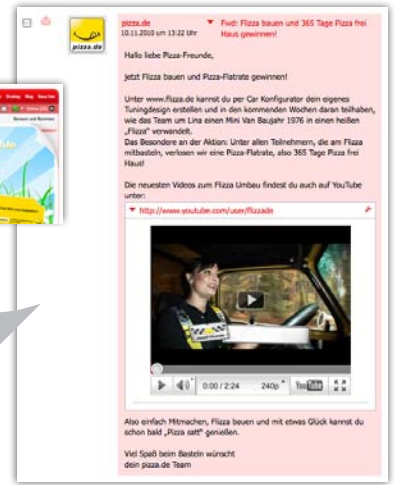 pizza.de
Fwd: Flizza bauen und 365 Tage Pizza frei
10.11.2010 um 13:22 Uhr
Haus gewinnen!
pizza.de
Hallo liebe Pizza-Freunde,
jetzt Flizza bauen und Pizza-Flatrate gewinnen!
Unter www.flizza.de kannst du per Car Konfigurator dein eigenes
Tuningdesign erstellen und in den kommenden Wochen daran teilhaben,
wie das Team um Lina einen Mini Van Baujahr 1976 in einen heißen
„Flizza" verwandelt.
Das Besondere an der Aktion: Unter allen Teilnehmern, die am Flizza
mitbasteln, verlosen wir eine Pizza-Flatrate, also 365 Tage Pizza frei
Haus!
Die neuesten Videos zum Flizza Umbau findest du auch auf YouTube
unter:
http://www.youtube.com/user/flizzade
0:00 / 2:24
240p
YouTube
Also einfach Mitmachen, Flizza bauen und mit etwas Glück kannst du
schon bald „Pizza satt" genießen.
Viel Spaß beim Basteln wünscht
dein pizza.de Team